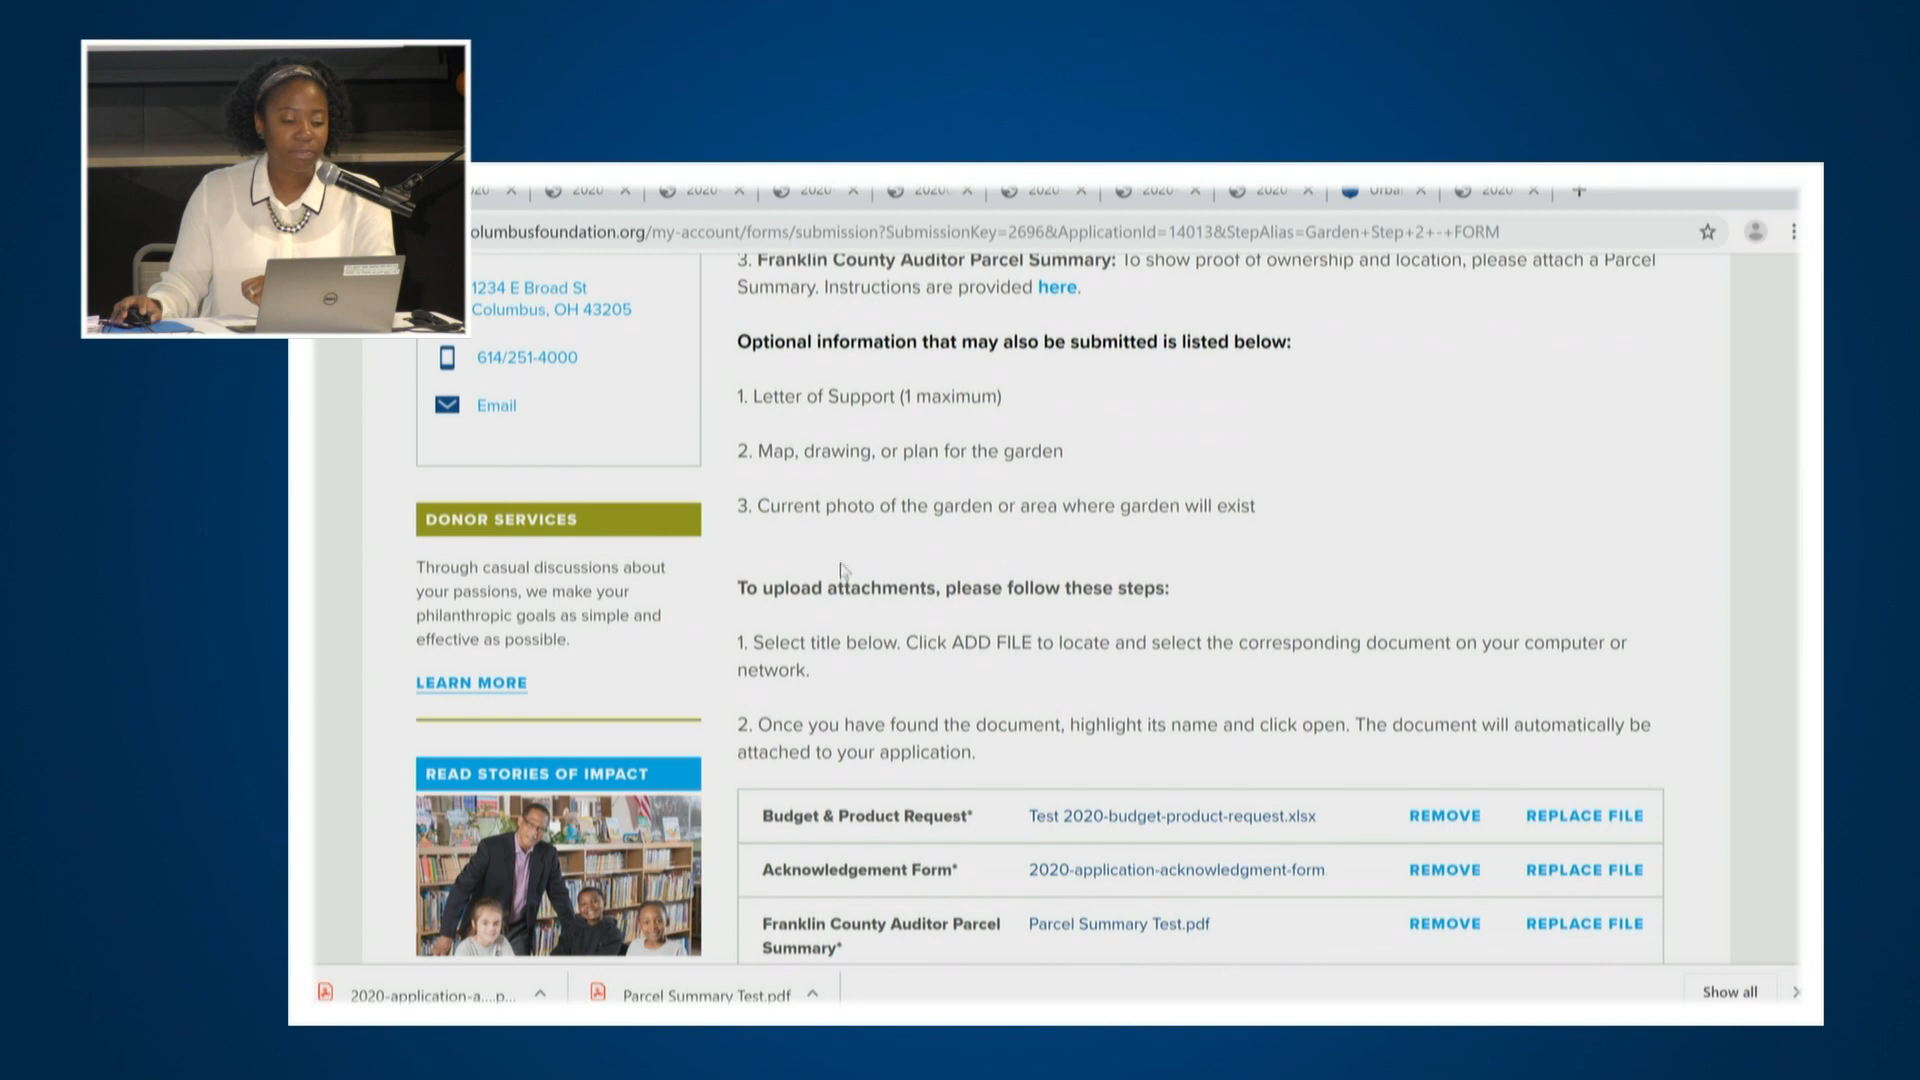 2020
2020
2020
2020
2020
2020
2020
Urba
2020
olumbusfoundation.org/my-account/forms/submission?SubmissionKey=2696&ApplicationId=14013&StepAlias=Garden+Step+2+-+FORM
1234 E Broad St
Columbus, OH 43205
614/251-4000
Email
DONOR SERVICES
Through casual discussions about
your passions, we make your
philanthropic goals as simple and
effective as possible.
LEARN MORE
READ STORIES OF IMPACT
3. Franklin County Auditor Parcel Summary: To show proof of ownership and location, please attach a Parcel
Summary. Instructions are provided here.
Optional information that may also be submitted is listed below:
1. Letter of Support (1 maximum)
2. Map, drawing, or plan for the garden
3. Current photo of the garden or area where garden will exist
To upload attachments, please follow these steps:
1. Select title below. Click ADD FILE to locate and select the corresponding document on your computer or
network.
2. Once you have found the document, highlight its name and click open. The document will automatically be
attached to your application.
Budget & Product Request* Test 2020-budget-product-request.xlsx REMOVE REPLACE FILE
Acknowledgement Form* 2020-application-acknowledgment-form REMOVE REPLACE FILE
Franklin County Auditor Parcel Parcel Summary Test.pdf REMOVE REPLACE FILE
Summary*
2020-application-a....p... Parcel Summary Test.pdf Show all
DELL